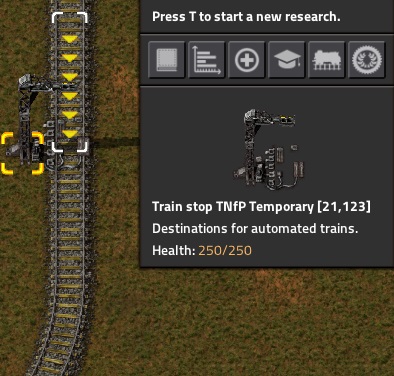 Press T to start a new research.
Train stop TNfP Temporary [21,123]
Destinations for automated trains.
Health: 250/250